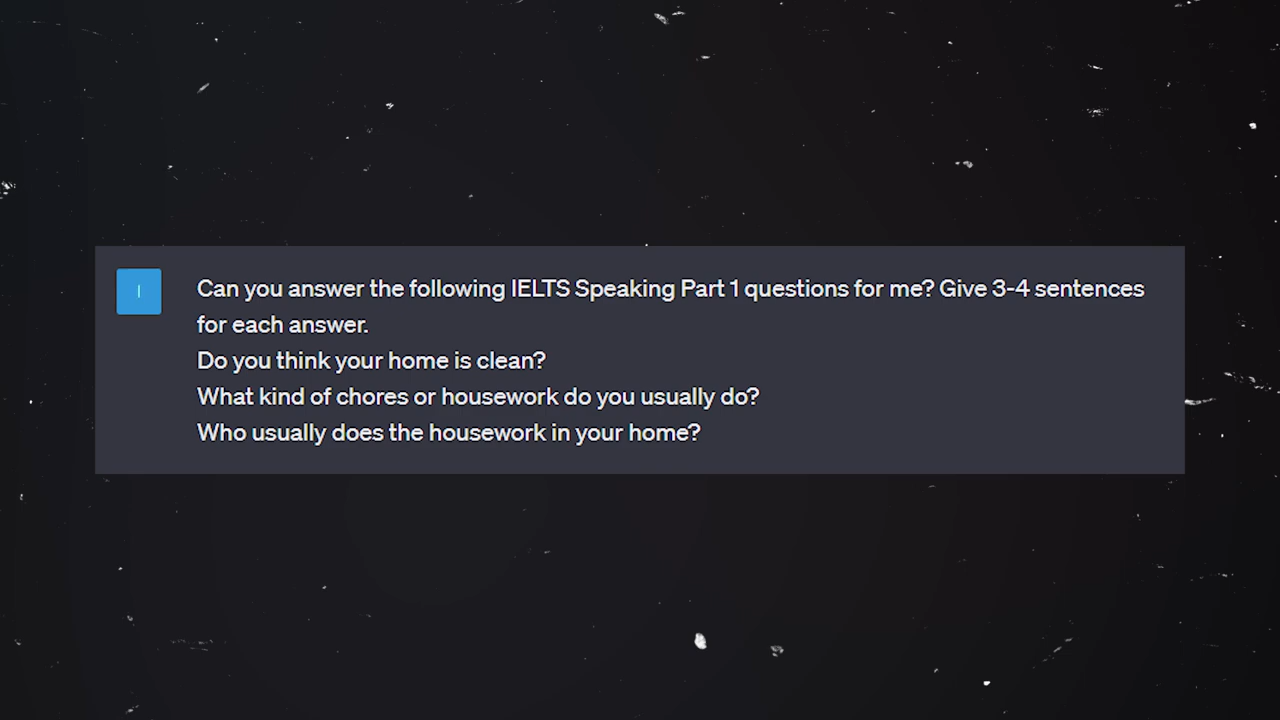 I
Can you answer the following IELTS Speaking Part 1 questions for me? Give 3-4 sentences
for each answer.
Do you think your home is clean?
What kind of chores or housework do you usually do?
Who usually does the housework in your home?